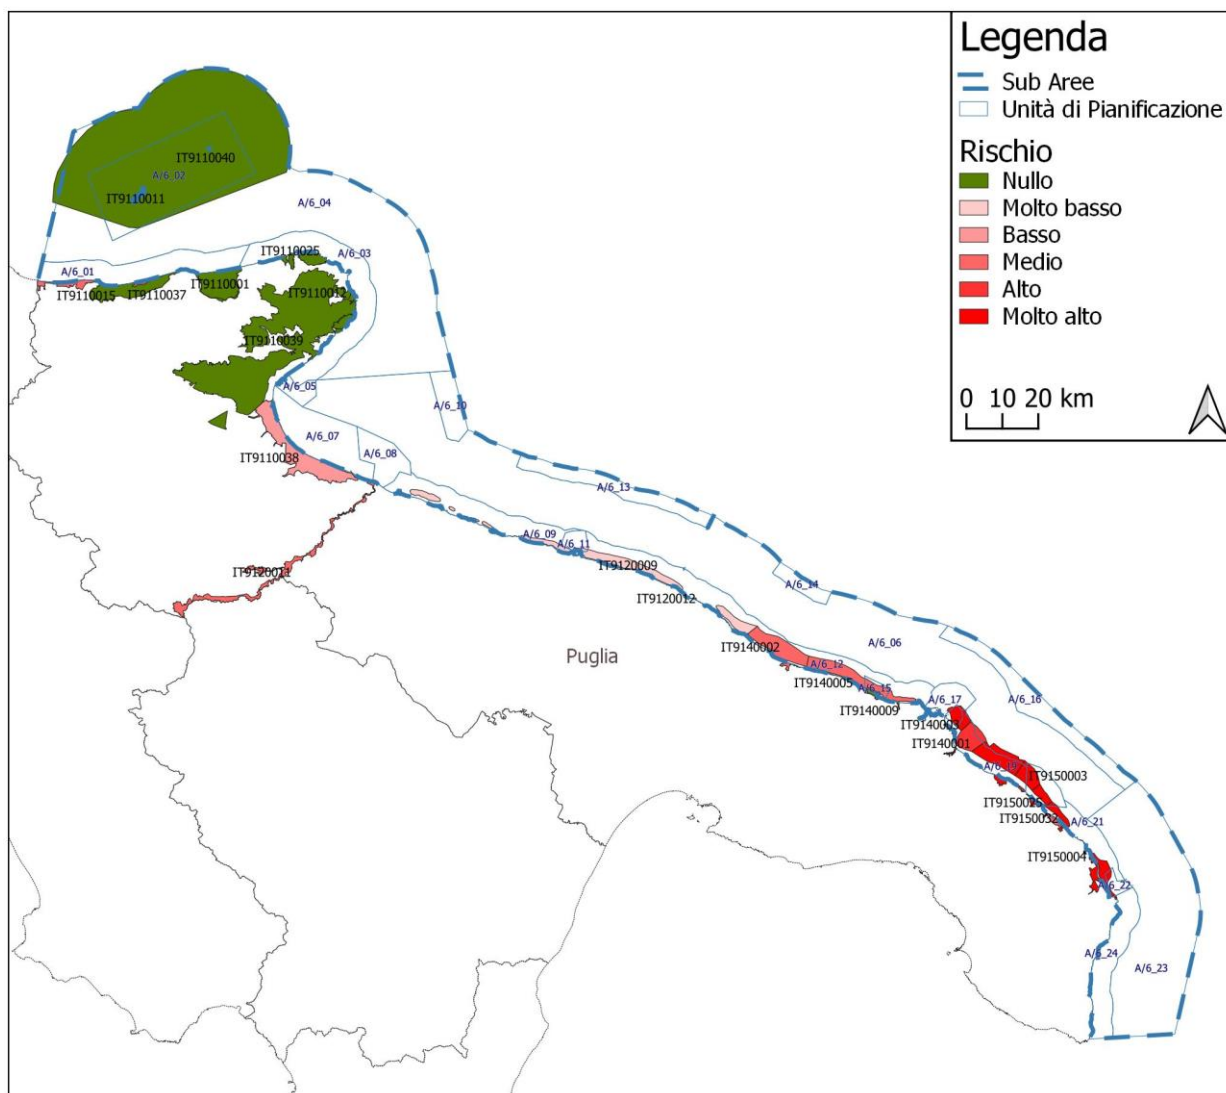 Legenda
Sub Aree
Unità di Pianificazione
Rischio
Nullo
Molto basso
Basso
Medio
Alto
Molto alto
0 10 20 km
IT9110040
A/6_02
IT9110011
A/6_04
IT9110025
A/6_03
A/6_01
IT9110001
IT9110015
IT9110037
IT9110012
IT9110039
A/6_05
A/6_10
A/6_07
A/6_08
IT9110038
A/6_13
A/6_09
A/6_11
IT9120009
IT9120011
A/6_14
IT9120012
A/6_06
IT9140002
Puglia
A/6_12
IT9140005
A/6_15
A/6_16
A/6_17
IT9140009
IT9140003
IT9140001
IT9150003
IT9150025
IT9150032
A/6_21
IT9150004
A/6_22
A/6_24
A/6_23